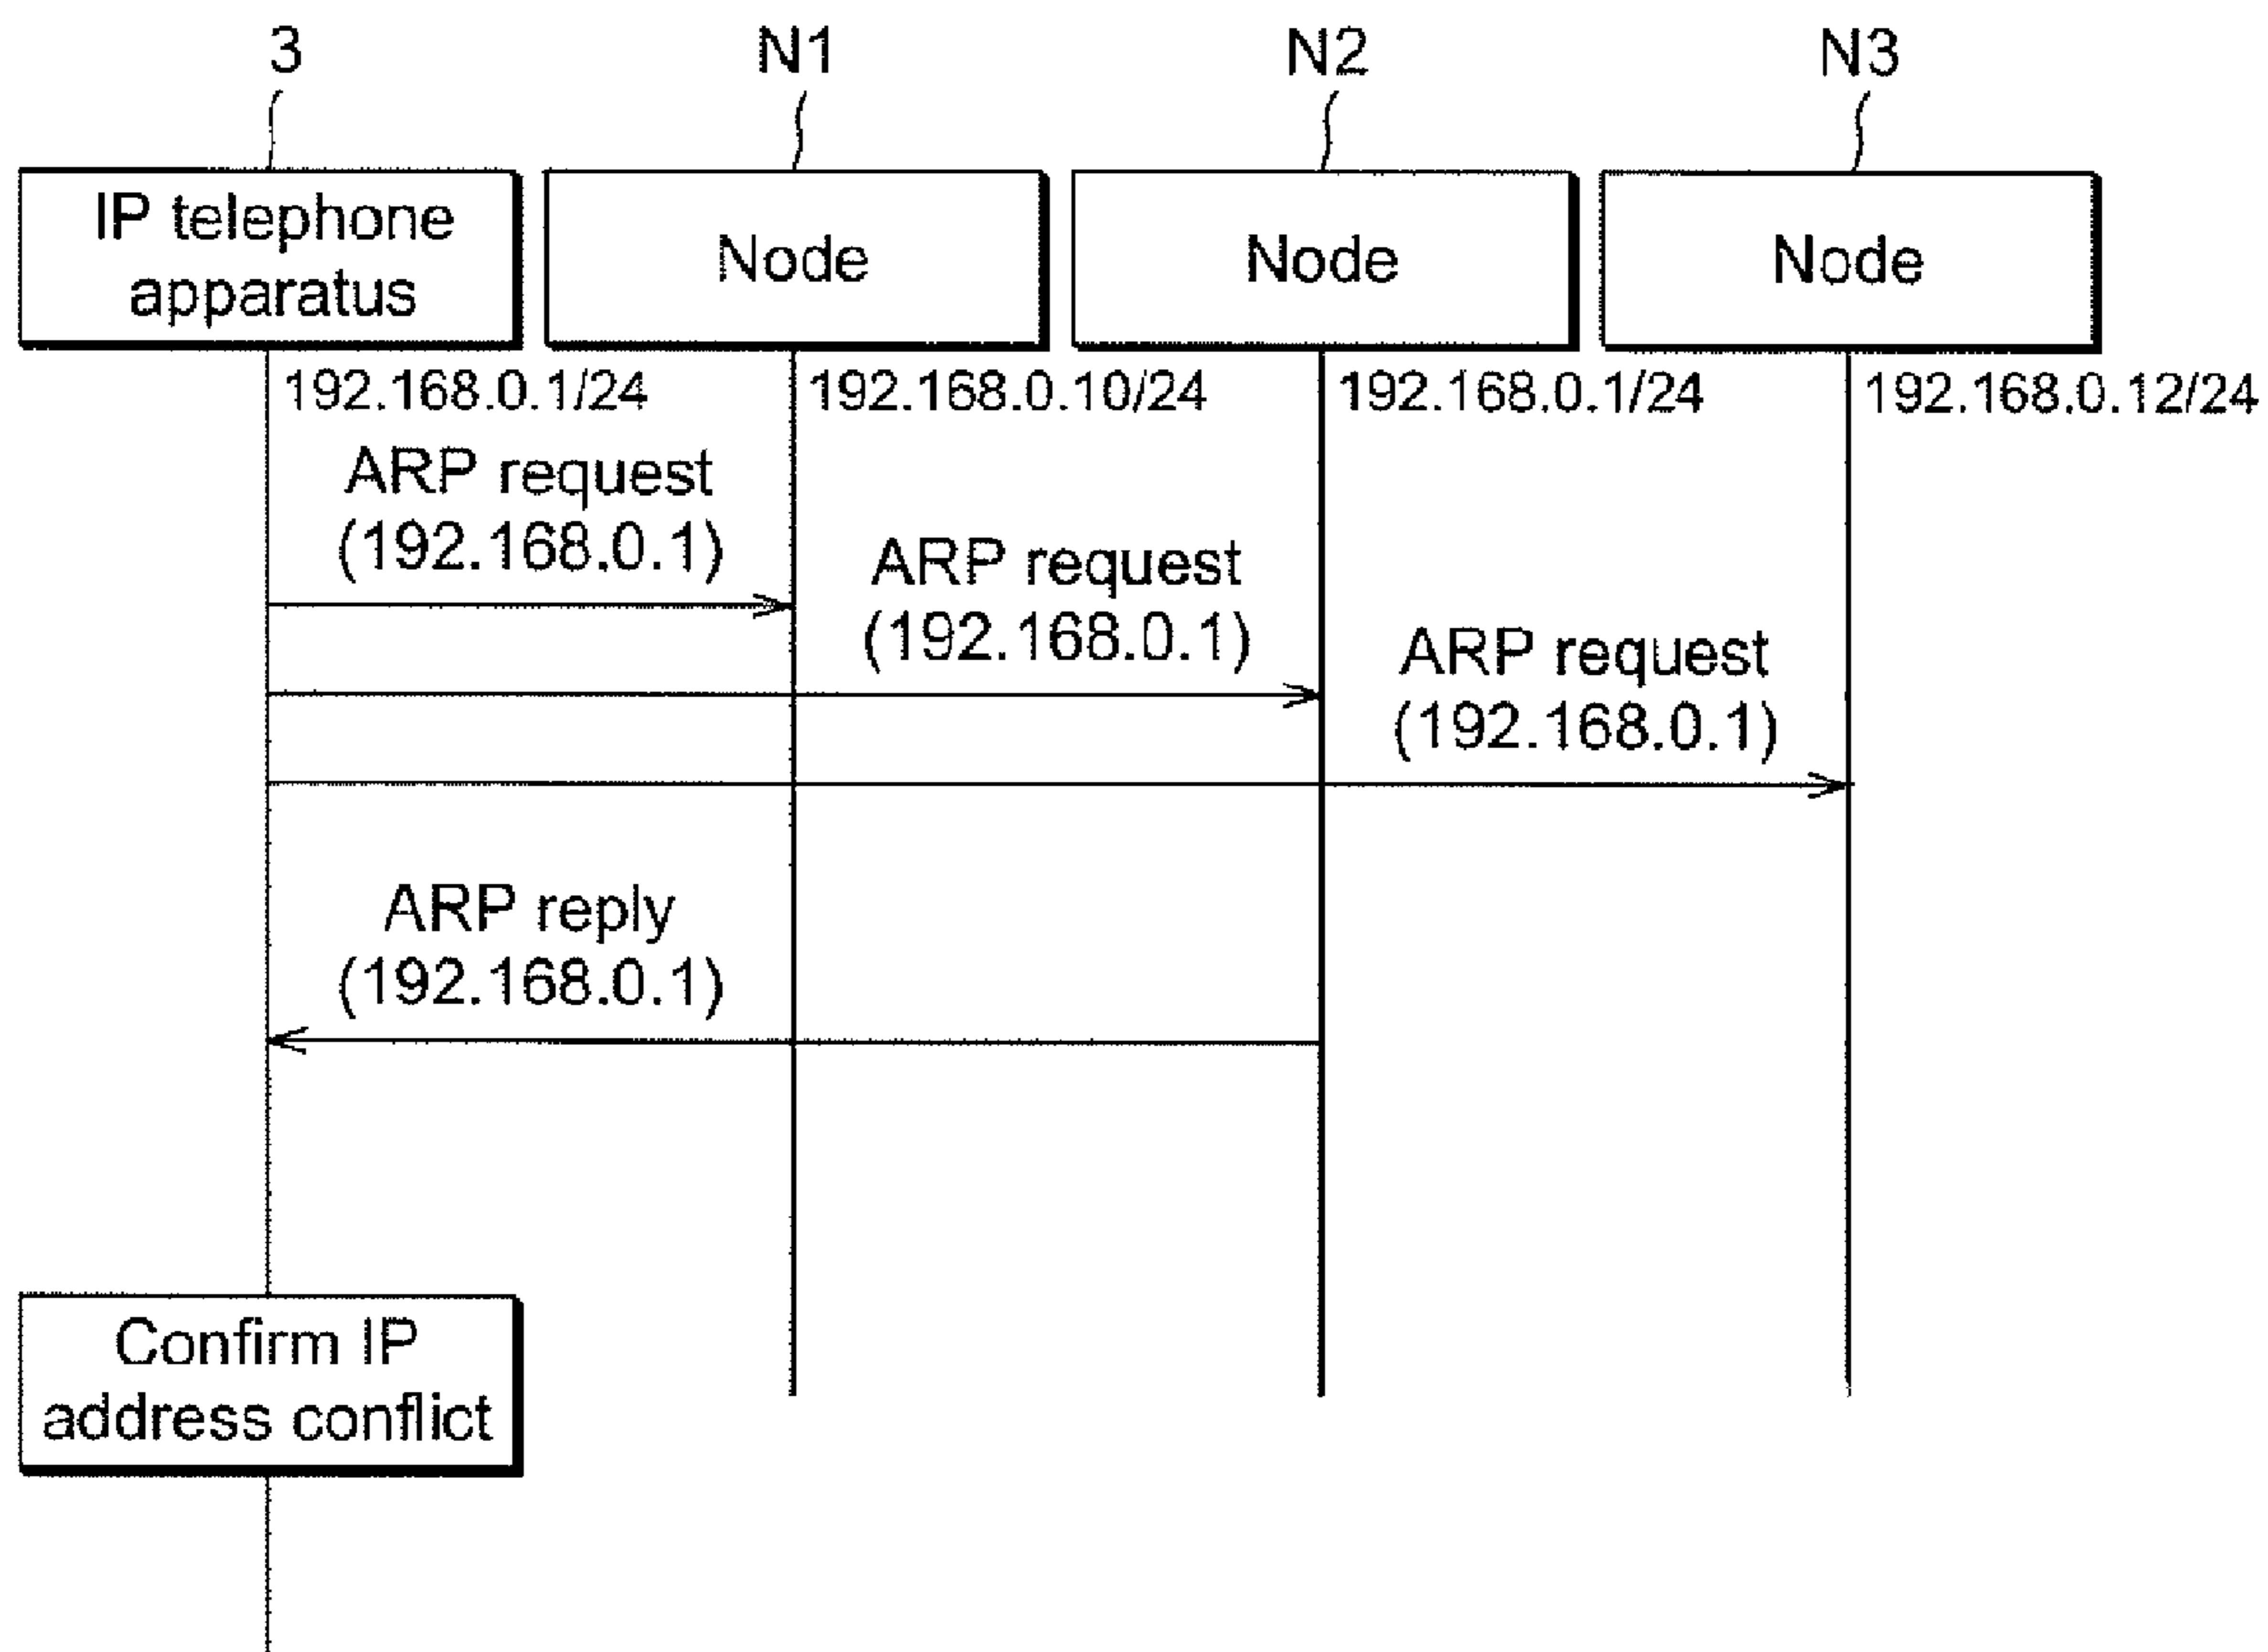 3
N1
N2
N3
IP telephone
apparatus
Node
Node
Node
192.168.0.1/24
192.168.0.10/24
192.168.0.1/24
192.168.0.12/24
ARP request
(192.168.0.1)
ARP request
(192.168.0.1)
ARP request
(192.168.0.1)
ARP reply
(192.168.0.1)
Confirm IP
address conflict